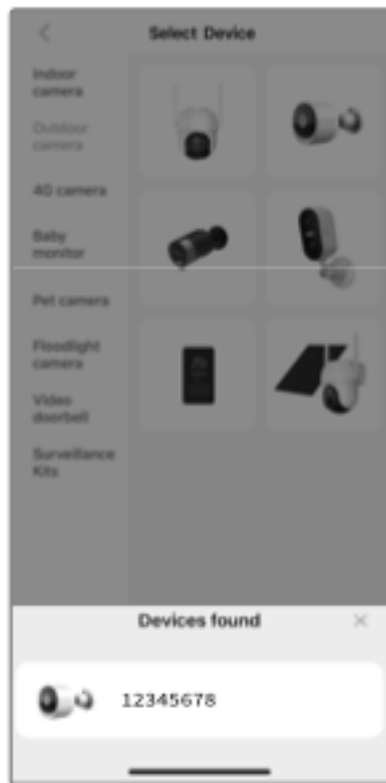 Select Device
Indoor
camera
Outdoor
camera
4G camera
Baby
monitor
Pet camera
Floodlight
camera
Video
doorbell
Surveillance
Kits
Devices found
12345678